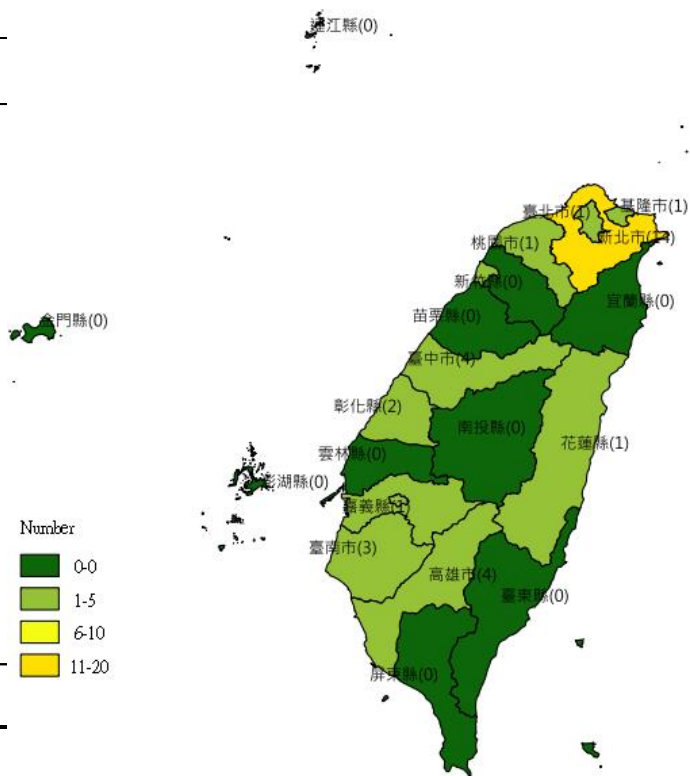 連江縣(0)
臺北市(1)
基隆市(1)
新北市(14)
桃園市(1)
新竹縣(0)
宜蘭縣(0)
苗栗縣(0)
金門縣(0)
臺中市(4)
彰化縣(2)
南投縣(0)
花蓮縣(1)
雲林縣(0)
澎湖縣(0)
嘉義縣(1)
Number
臺南市(3)
0-0
高雄市(4)
臺東縣(0)
1-5
6-10
11-20
屏東縣(0)